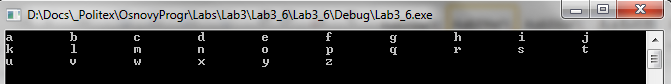 D:\Docs\_Politex\OsnovyProgr\Labs\Lab3\Lab3_6\Lab3_6\Debug\Lab3_6.exe
a b c d e f g h i j
k l m n o p q r s t
u v w x y z